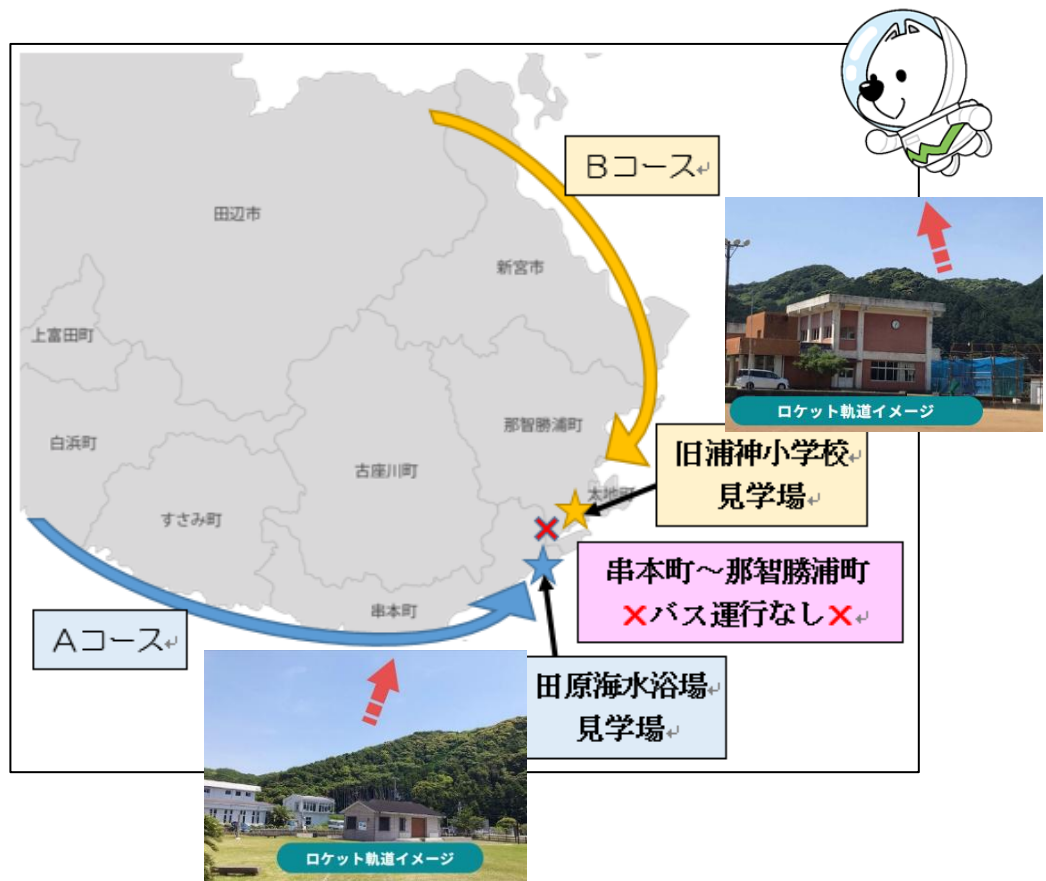 Bコース
田辺市
新宮市
上富田町
ロケット軌道イメージ
白浜町
那智勝浦町
古座川町
旧浦神小学校
見学場
太地町
すさみ町
串本町～那智勝浦町
×バス運行なし×
串本町
Aコース
田原海水浴場
見学場
ロケット軌道イメージ